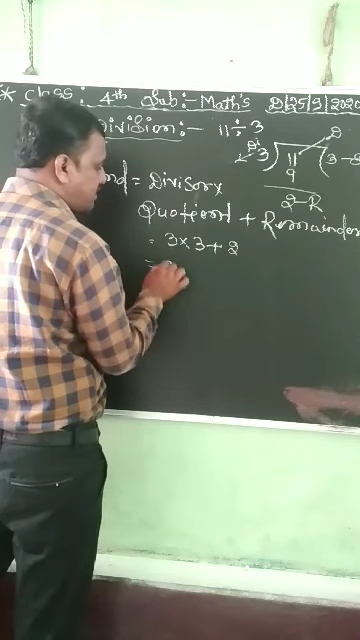 * Class: 4th Sub:- Math's D/25/9/2020
Division:- 11÷3
D
3) 11 (3-
9
2-R
nd = Divisor x
Quotiend + Remainder
= 3×3+2
=